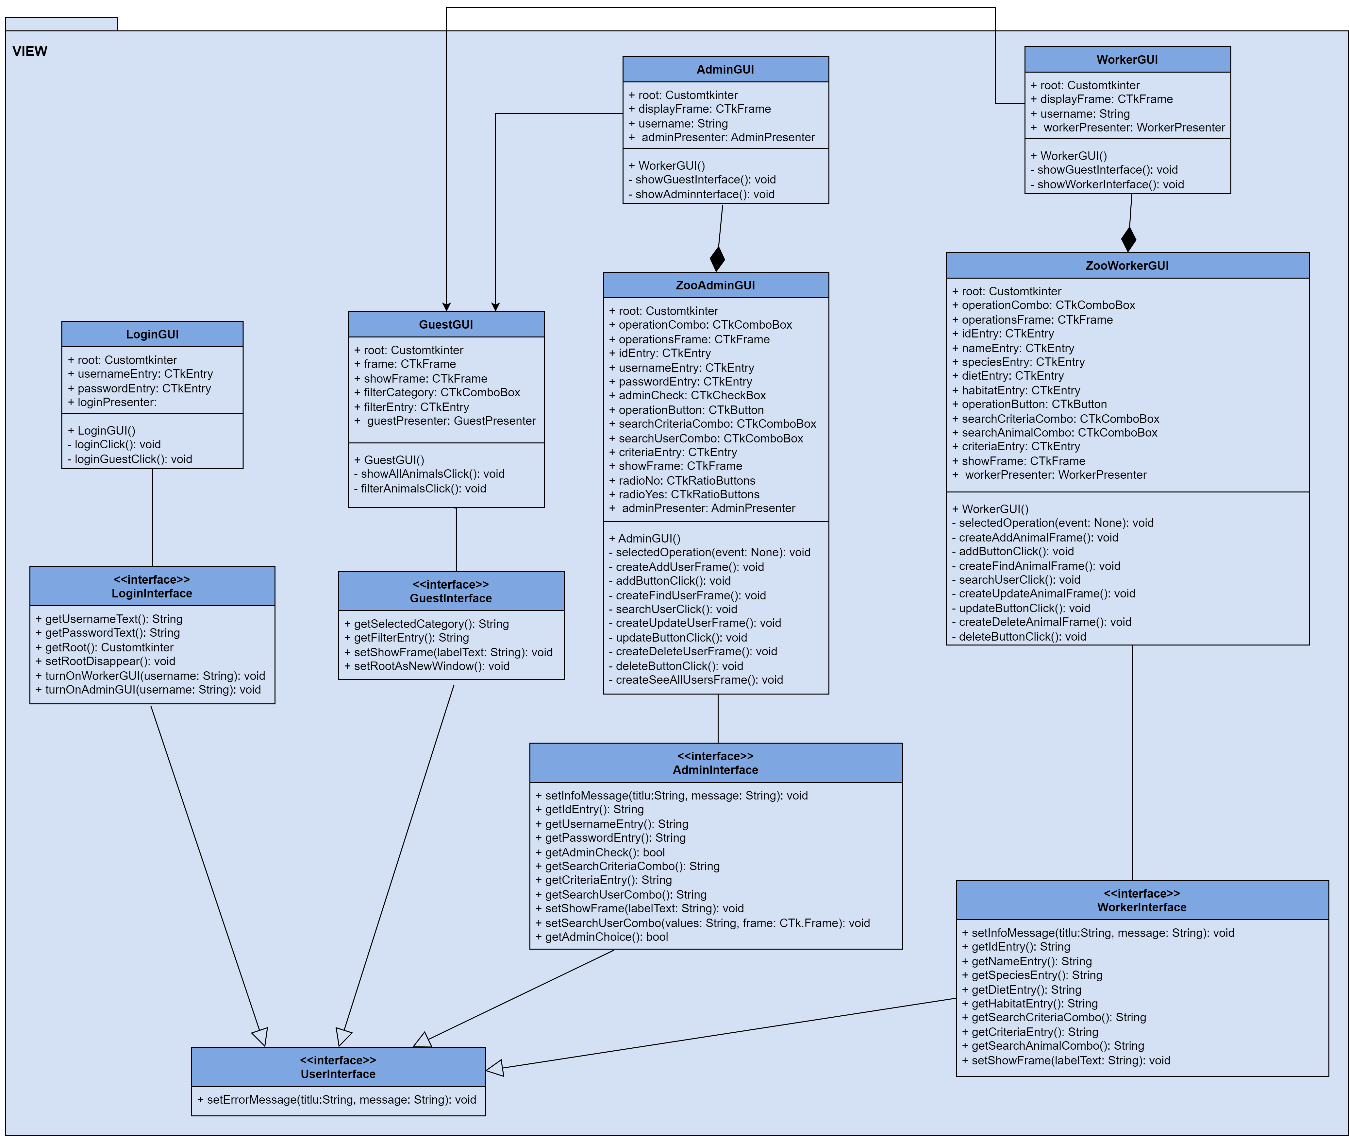 VIEW
AdminGUI
+ root: Customtkinter
+ displayFrame: CTkFrame
+ username: String
+  adminPresenter: AdminPresenter
+ WorkerGUI()
- showGuestInterface(): void
- showAdminnterface(): void
WorkerGUI
+ root: Customtkinter
+ displayFrame: CTkFrame
+ username: String
+  workerPresenter: WorkerPresenter
+ WorkerGUI()
- showGuestInterface(): void
- showWorkerInterface(): void
LoginGUI
+ root: Customtkinter
+ usernameEntry: CTkEntry
+ passwordEntry: CTkEntry
+ loginPresenter:
+ LoginGUI()
- loginClick(): void
- loginGuestClick(): void
GuestGUI
+ root: Customtkinter
+ frame: CTkFrame
+ showFrame: CTkFrame
+ filterCategory: CTkComboBox
+ filterEntry: CTkEntry
+  guestPresenter: GuestPresenter
+ GuestGUI()
- showAllAnimalsClick(): void
- filterAnimalsClick(): void
ZooAdminGUI
+ root: Customtkinter
+ operationCombo: CTkComboBox
+ operationsFrame: CTkFrame
+ idEntry: CTkEntry
+ usernameEntry: CTkEntry
+ passwordEntry: CTkEntry
+ adminCheck: CTkCheckBox
+ operationButton: CTkButton
+ searchCriteriaCombo: CTkComboBox
+ searchUserCombo: CTkComboBox
+ criteriaEntry: CTkEntry
+ showFrame: CTkFrame
+ radioNo: CTkRatioButtons
+ radioYes: CTkRatioButtons
+  adminPresenter: AdminPresenter
+ AdminGUI()
- selectedOperation(event: None): void
- createAddUserFrame(): void
- addButtonClick(): void
- createFindUserFrame(): void
- searchUserClick(): void
- createUpdateUserFrame(): void
- updateButtonClick(): void
- createDeleteUserFrame(): void
- deleteButtonClick(): void
- createSeeAllUsersFrame(): void
ZooWorkerGUI
+ root: Customtkinter
+ operationCombo: CTkComboBox
+ operationsFrame: CTkFrame
+ idEntry: CTkEntry
+ nameEntry: CTkEntry
+ speciesEntry: CTkEntry
+ dietEntry: CTkEntry
+ habitatEntry: CTkEntry
+ operationButton: CTkButton
+ searchCriteriaCombo: CTkComboBox
+ searchAnimalCombo: CTkComboBox
+ criteriaEntry: CTkEntry
+ showFrame: CTkFrame
+  workerPresenter: WorkerPresenter
+ WorkerGUI()
- selectedOperation(event: None): void
- createAddAnimalFrame(): void
- addButtonClick(): void
- createFindAnimalFrame(): void
- searchUserClick(): void
- createUpdateAnimalFrame(): void
- updateButtonClick(): void
- createDeleteAnimalFrame(): void
- deleteButtonClick(): void
<<interface>>
LoginInterface
+ getUsernameText(): String
+ getPasswordText(): String
+ getRoot(): Customtkinter
+ setRootDisappear(): void
+ turnOnWorkerGUI(username: String): void
+ turnOnAdminGUI(username: String): void
<<interface>>
GuestInterface
+ getSelectedCategory(): String
+ getFilterEntry(): String
+ setShowFrame(labelText: String): void
+ setRootAsNewWindow(): void
<<interface>>
AdminInterface
+ setInfoMessage(titlu:String, message: String): void
+ getIdEntry(): String
+ getUsernameEntry(): String
+ getPasswordEntry(): String
+ getAdminCheck(): bool
+ getSearchCriteriaCombo(): String
+ getCriteriaEntry(): String
+ getSearchUserCombo(): String
+ setShowFrame(labelText: String): void
+ setSearchUserCombo(values: String, frame: CTk.Frame): void
+ getAdminChoice(): bool
<<interface>>
WorkerInterface
+ setInfoMessage(titlu:String, message: String): void
+ getIdEntry(): String
+ getNameEntry(): String
+ getSpeciesEntry(): String
+ getDietEntry(): String
+ getHabitatEntry(): String
+ getSearchCriteriaCombo(): String
+ getCriteriaEntry(): String
+ getSearchAnimalCombo(): String
+ setShowFrame(labelText: String): void
<<interface>>
UserInterface
+ setErrorMessage(titlu:String, message: String): void